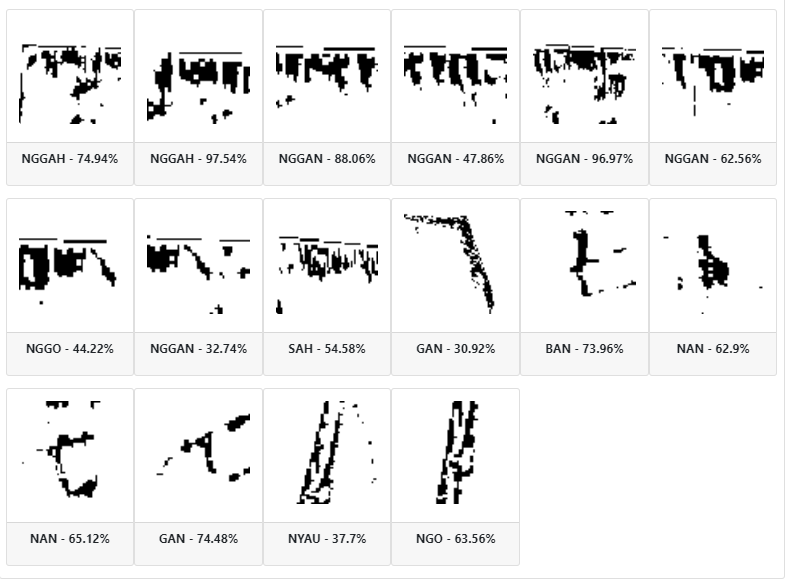 NGGAH - 74.94% NGGAH - 97.54% NGGAN - 88.06% NGGAN - 47.86% NGGAN - 96.97% NGGAN - 62.56%
NGGO - 44.22% NGGAN - 32.74% SAH - 54.58% GAN - 30.92% BAN - 73.96% NAN - 62.9%
NAN - 65.12% GAN - 74.48% NYAU - 37.7% NGO - 63.56%